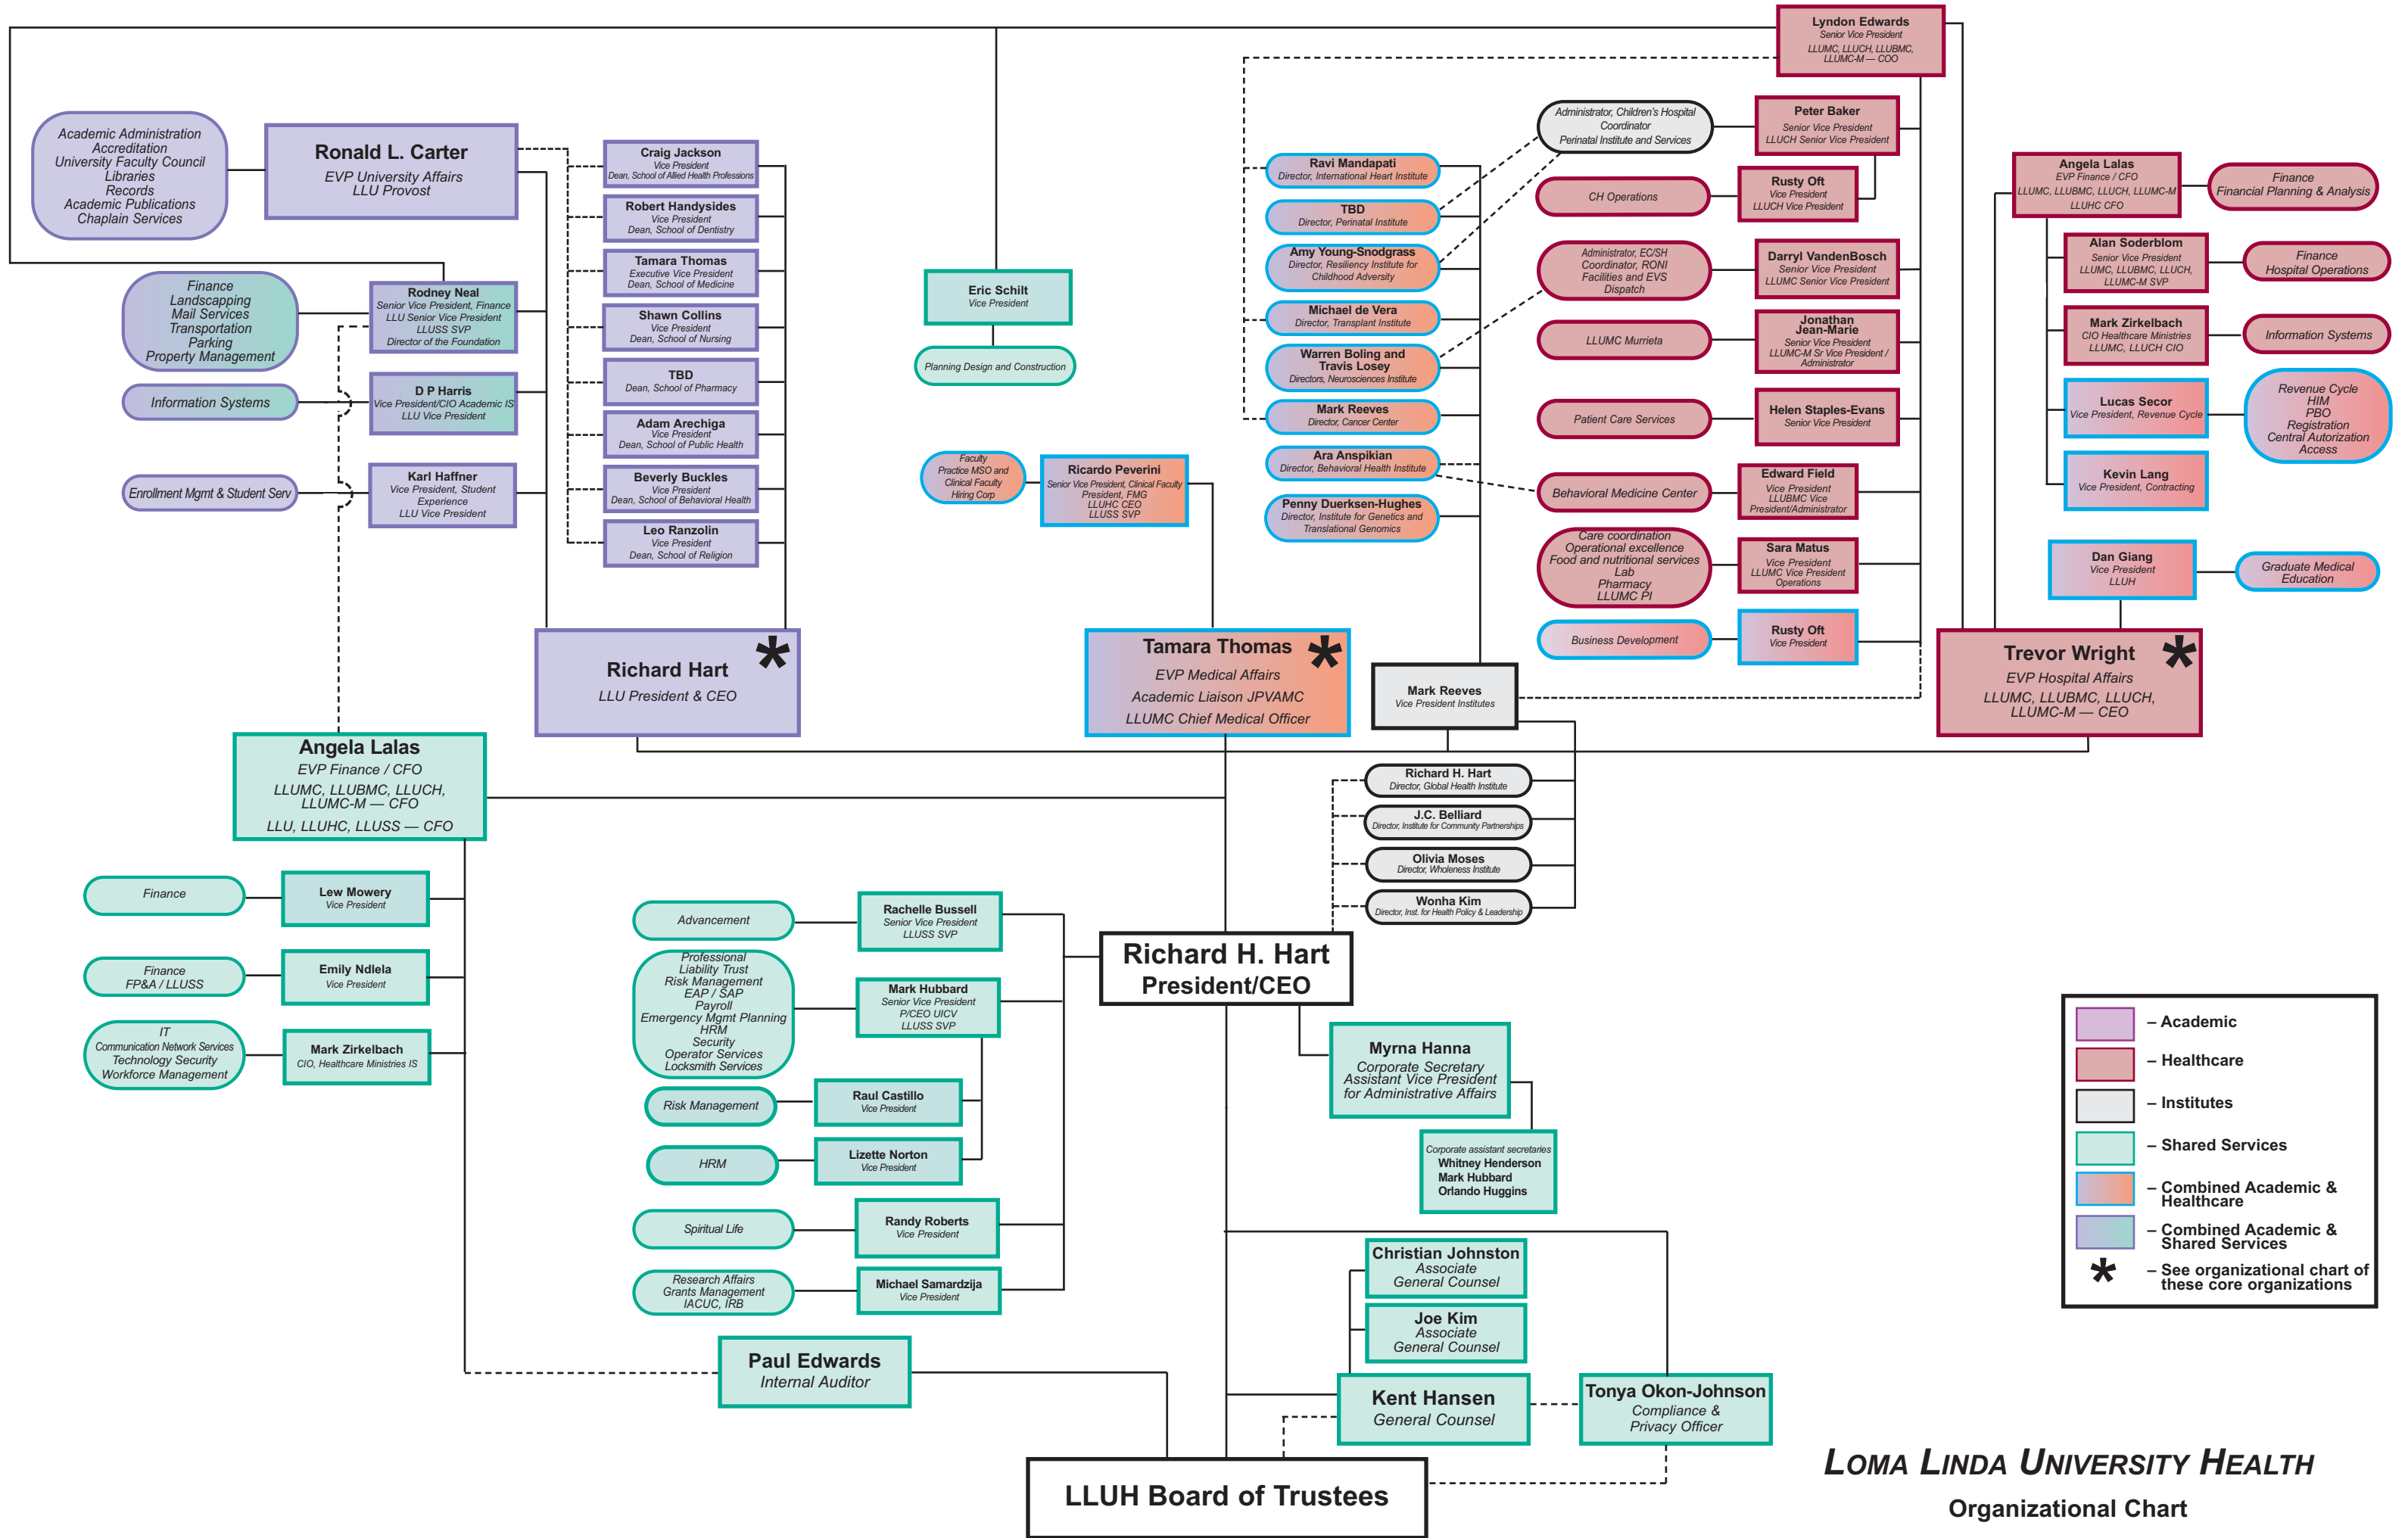 Lyndon Edwards
Senior Vice President
LLUMC, LLUCH, LLUBMC,
LLUMC-M — COO
Academic Administration
Accreditation
University Faculty Council
Libraries
Records
Academic Publications
Chaplain Services
Ronald L. Carter
EVP University Affairs
LLU Provost
Finance
Landscapping
Mail Services
Transportation
Parking
Property Management
Rodney Neal
Senior Vice President, Finance
LLU Senior Vice President
LLUSS SVP
Director of the Foundation
Information Systems
D P Harris
Vice President/CIO Academic IS
LLU Vice President
Enrollment Mgmt & Student Serv
Karl Haffner
Vice President, Student
Experience
LLU Vice President
Craig Jackson
Vice President
Dean, School of Allied Health Professions
Robert Handysides
Vice President
Dean, School of Dentistry
Tamara Thomas
Executive Vice President
Dean, School of Medicine
Shawn Collins
Vice President
Dean, School of Nursing
TBD
Dean, School of Pharmacy
Adam Arechiga
Vice President
Dean, School of Public Health
Beverly Buckles
Vice President
Dean, School of Behavioral Health
Leo Ranzolin
Vice President
Dean, School of Religion
Eric Schilt
Vice President
Planning Design and Construction
Faculty
Practice MSO and
Clinical Faculty
Hiring Corp
Ricardo Peverini
Senior Vice President, Clinical Faculty
President, FMG
LLUHC CEO
LLUSS SVP
Ravi Mandapati
Director, International Heart Institute
TBD
Director, Perinatal Institute
Amy Young-Snodgrass
Director, Resiliency Institute for
Childhood Adversity
Michael de Vera
Director, Transplant Institute
Warren Boling and
Travis Losey
Directors, Neurosciences Institute
Mark Reeves
Director, Cancer Center
Ara Anspikian
Director, Behavioral Health Institute
Penny Duerksen-Hughes
Director, Institute for Genetics and
Translational Genomics
Administrator, Children's Hospital
Coordinator
Perinatal Institute and Services
Peter Baker
Senior Vice President
LLUCH Senior Vice President
CH Operations
Rusty Oft
Vice President
LLUCH Vice President
Administrator, EC/SH
Coordinator, RONI
Facilities and EVS
Dispatch
Darryl VandenBosch
Senior Vice President
LLUMC Senior Vice President
LLUMC Murrieta
Jonathan
Jean-Marie
Senior Vice President
LLUMC-M Sr Vice President /
Administrator
Patient Care Services
Helen Staples-Evans
Senior Vice President
Behavioral Medicine Center
Edward Field
Vice President
LLUBMC Vice
President/Administrator
Care coordination
Operational excellence
Food and nutritional services
Lab
Pharmacy
LLUMC PI
Sara Matus
Vice President
LLUMC Vice President
Operations
Business Development
Rusty Oft
Vice President
Angela Lalas
EVP Finance / CFO
LLUMC, LLUBMC, LLUCH, LLUMC-M
LLUHC CFO
Finance
Financial Planning & Analysis
Alan Soderblom
Senior Vice President
LLUMC, LLUBMC, LLUCH,
LLUMC-M SVP
Finance
Hospital Operations
Mark Zirkelbach
CIO Healthcare Ministries
LLUMC, LLUCH CIO
Information Systems
Lucas Secor
Vice President, Revenue Cycle
Revenue Cycle
HIM
PBO
Registration
Central Autorization
Access
Kevin Lang
Vice President, Contracting
Dan Giang
Vice President
LLUH
Graduate Medical
Education
Richard Hart
LLU President & CEO
*
Tamara Thomas
EVP Medical Affairs
Academic Liaison JPVAMC
LLUMC Chief Medical Officer
*
Mark Reeves
Vice President Institutes
Trevor Wright
EVP Hospital Affairs
LLUMC, LLUBMC, LLUCH,
LLUMC-M — CEO
*
Angela Lalas
EVP Finance / CFO
LLUMC, LLUBMC, LLUCH,
LLUMC-M — CFO
LLU, LLUHC, LLUSS — CFO
Richard H. Hart
Director, Global Health Institute
J.C. Belliard
Director, Institute for Community Partnerships
Olivia Moses
Director, Wholeness Institute
Wonha Kim
Director, Inst. for Health Policy & Leadership
Finance
Lew Mowery
Vice President
Finance
FP&A / LLUSS
Emily Ndlela
Vice President
IT
Communication Network Services
Technology Security
Workforce Management
Mark Zirkelbach
CIO, Healthcare Ministries IS
Advancement
Rachelle Bussell
Senior Vice President
LLUSS SVP
Professional
Liability Trust
Risk Management
EAP / SAP
Payroll
Emergency Mgmt Planning
HRM
Security
Operator Services
Locksmith Services
Mark Hubbard
Senior Vice President
P/CEO UICV
LLUSS SVP
Risk Management
Raul Castillo
Vice President
HRM
Lizette Norton
Vice President
Spiritual Life
Randy Roberts
Vice President
Research Affairs
Grants Management
IACUC, IRB
Michael Samardzija
Vice President
Richard H. Hart
President/CEO
Myrna Hanna
Corporate Secretary
Assistant Vice President
for Administrative Affairs
Corporate assistant secretaries
Whitney Henderson
Mark Hubbard
Orlando Huggins
Christian Johnston
Associate
General Counsel
Joe Kim
Associate
General Counsel
Paul Edwards
Internal Auditor
Kent Hansen
General Counsel
Tonya Okon-Johnson
Compliance &
Privacy Officer
LLUH Board of Trustees
– Academic
– Healthcare
– Institutes
– Shared Services
– Combined Academic &
Healthcare
– Combined Academic &
Shared Services
* – See organizational chart of
these core organizations
LOMA LINDA UNIVERSITY HEALTH
Organizational Chart